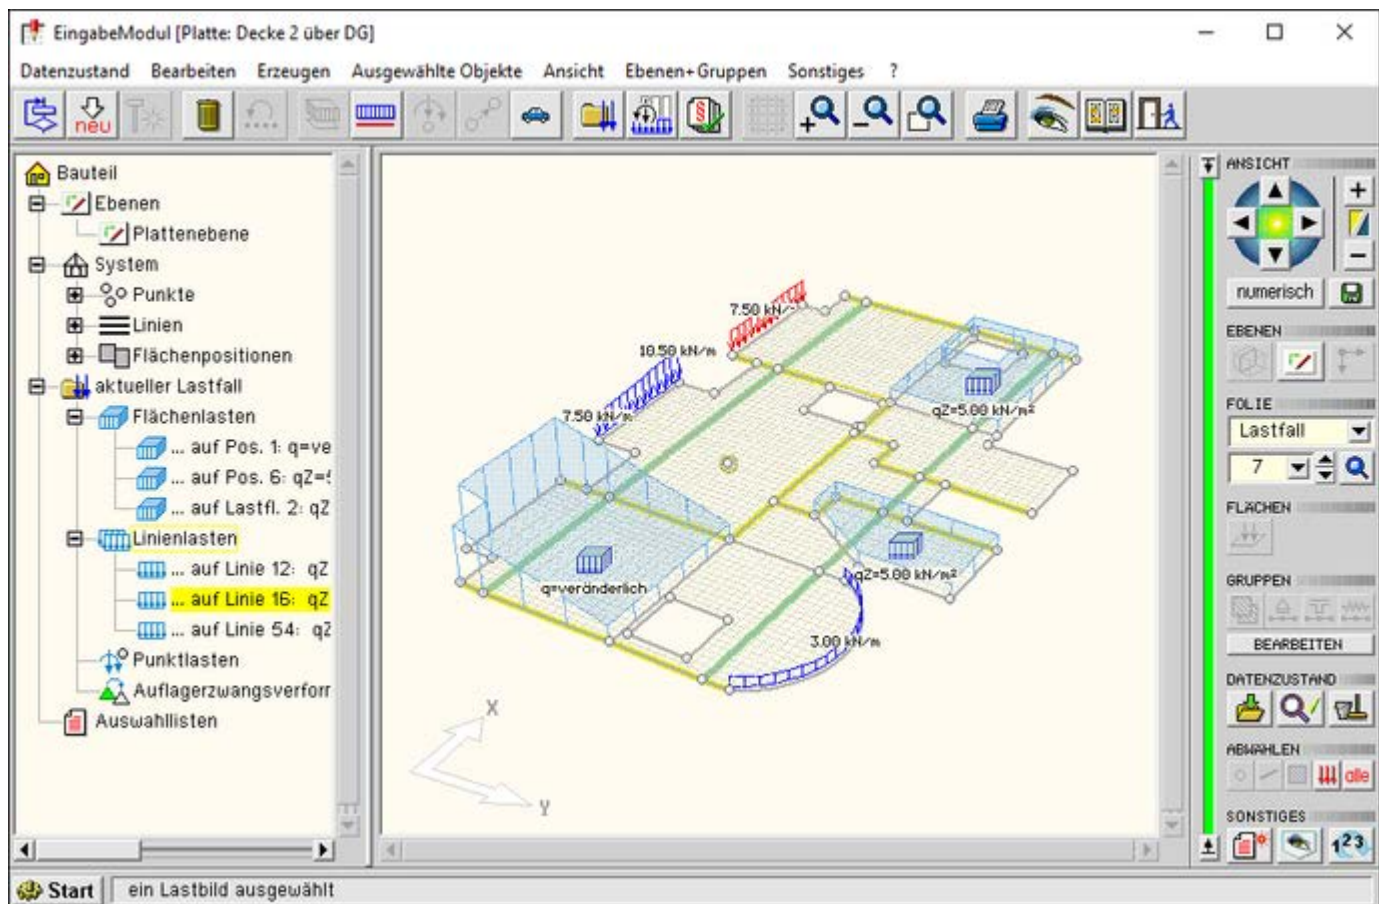 EingabeModul [Platte: Decke 2 über DG]
Datenzustand Bearbeiten Erzeugen Ausgewählte Objekte Ansicht Ebenen+Gruppen Sonstiges ?
neu
§
Bauteil
Ebenen
Plattenebene
System
Punkte
Linien
Flächenpositionen
aktueller Lastfall
Flächenlasten
... auf Pos. 1: q=ve
... auf Pos. 6: qZ=
... auf Lastfl. 2: qZ
Linienlasten
... auf Linie 12: qZ
... auf Linie 16: qZ
... auf Linie 54: qZ
Punktlasten
Auflagerzwangsverforr
Auswahllisten
7.50 kN/
10.50 kN/m
7.50 kN/m
qZ=5.00 kN/m²
q=veränderlich
qZ=5.00 kN/m²
3.00 kN/m
X
Y
ANSICHT
numerisch
EBENEN
FOLIE
Lastfall
7
FLÄCHEN
GRUPPEN
BEARBEITEN
DATENZUSTAND
ABWÄHLEN
alle
SONSTIGES
123
Start
ein Lastbild ausgewählt